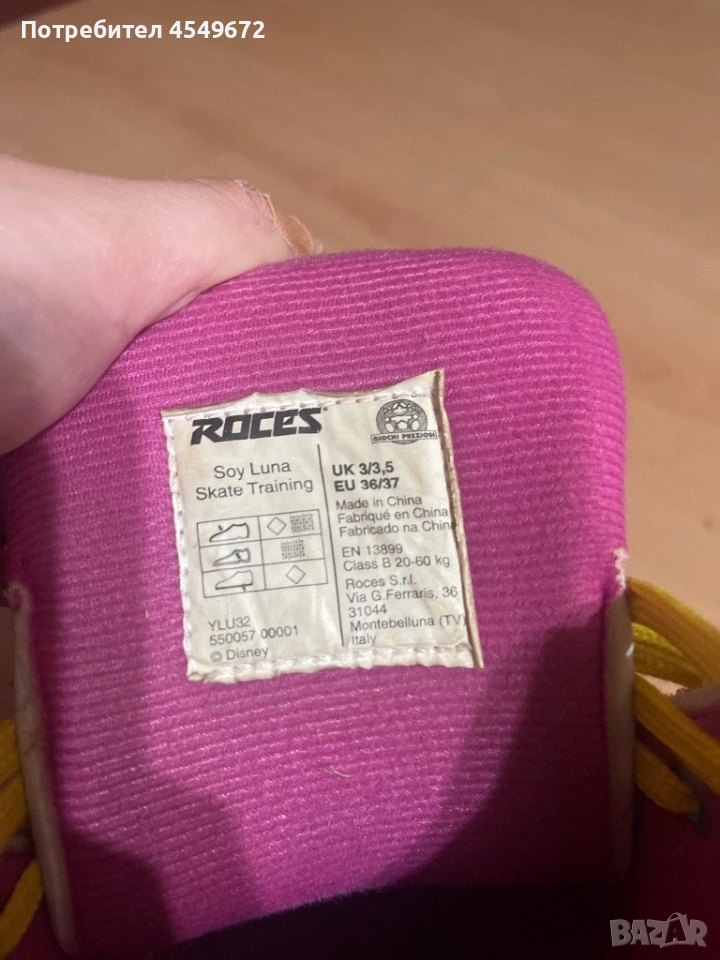 Потребител 4549672
ROCES
GIOCHI PREZIOSI
Soy Luna
Skate Training
UK 3/3,5
EU 36/37
Made in China
Fabriqué en China
Fabricado na China
EN 13899
Class B 20-60 kg
Roces S.r.l.
Via G.Ferraris, 36
31044
Montebelluna (TV)
Italy
YLU32
550057 00001
© Disney
BAZAR